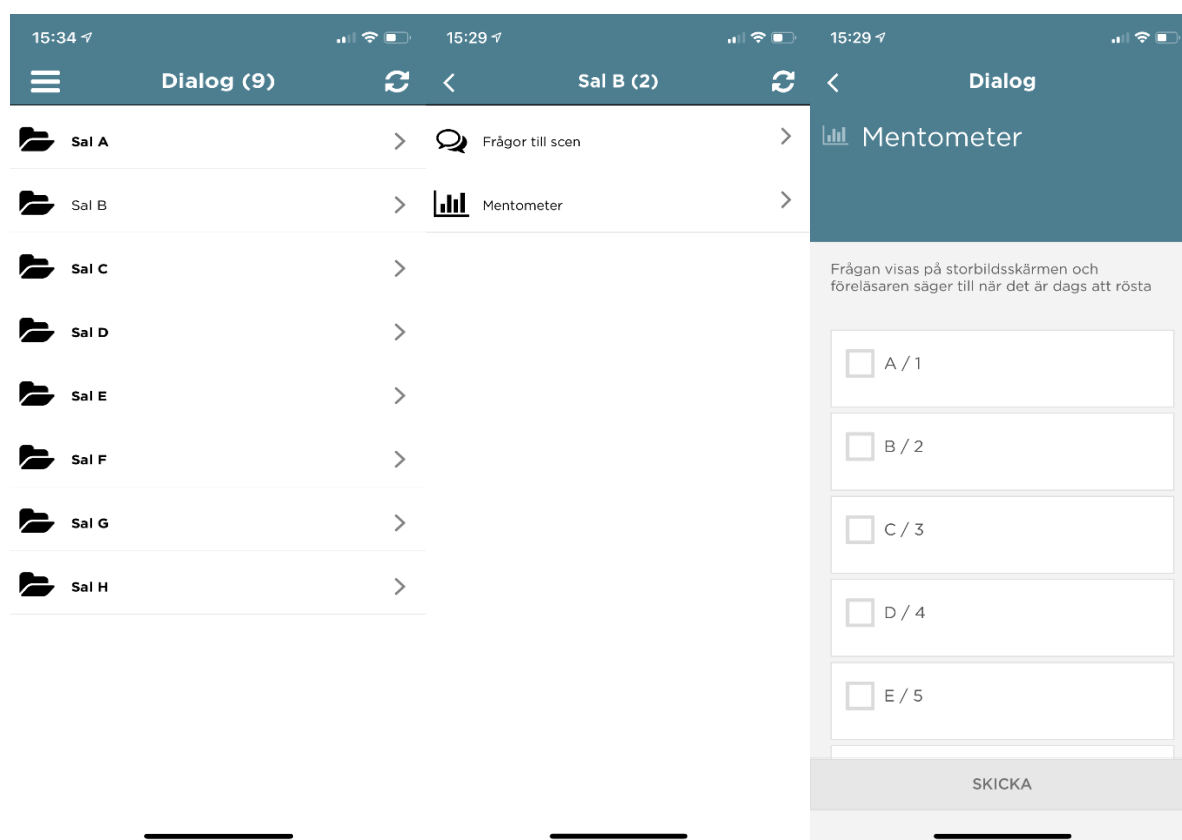 15:34
Dialog (9)
Sal A
Sal B
Sal C
Sal D
Sal E
Sal F
Sal G
Sal H
15:29
Sal B (2)
Frågor till scen
Mentometer
15:29
Dialog
Mentometer
Frågan visas på storbildsskärmen och
föreläsaren säger till när det är dags att rösta
A / 1
B / 2
C / 3
D / 4
E / 5
SKICKA